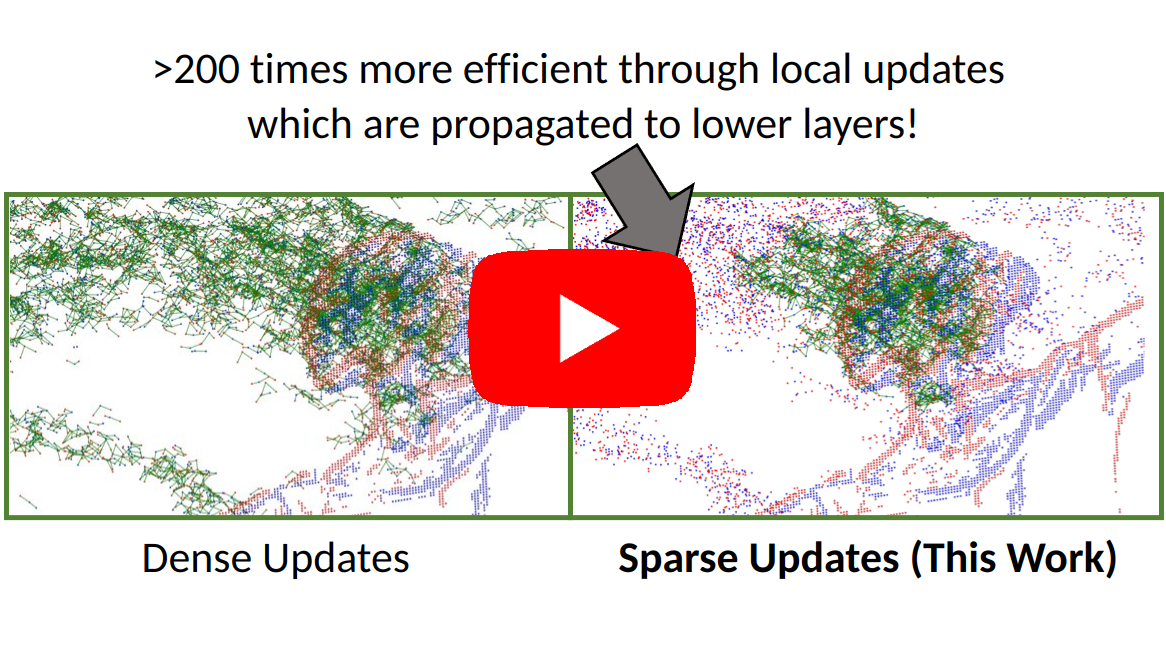 >200 times more efficient through local updates
which are propagated to lower layers!
Dense Updates
Sparse Updates (This Work)